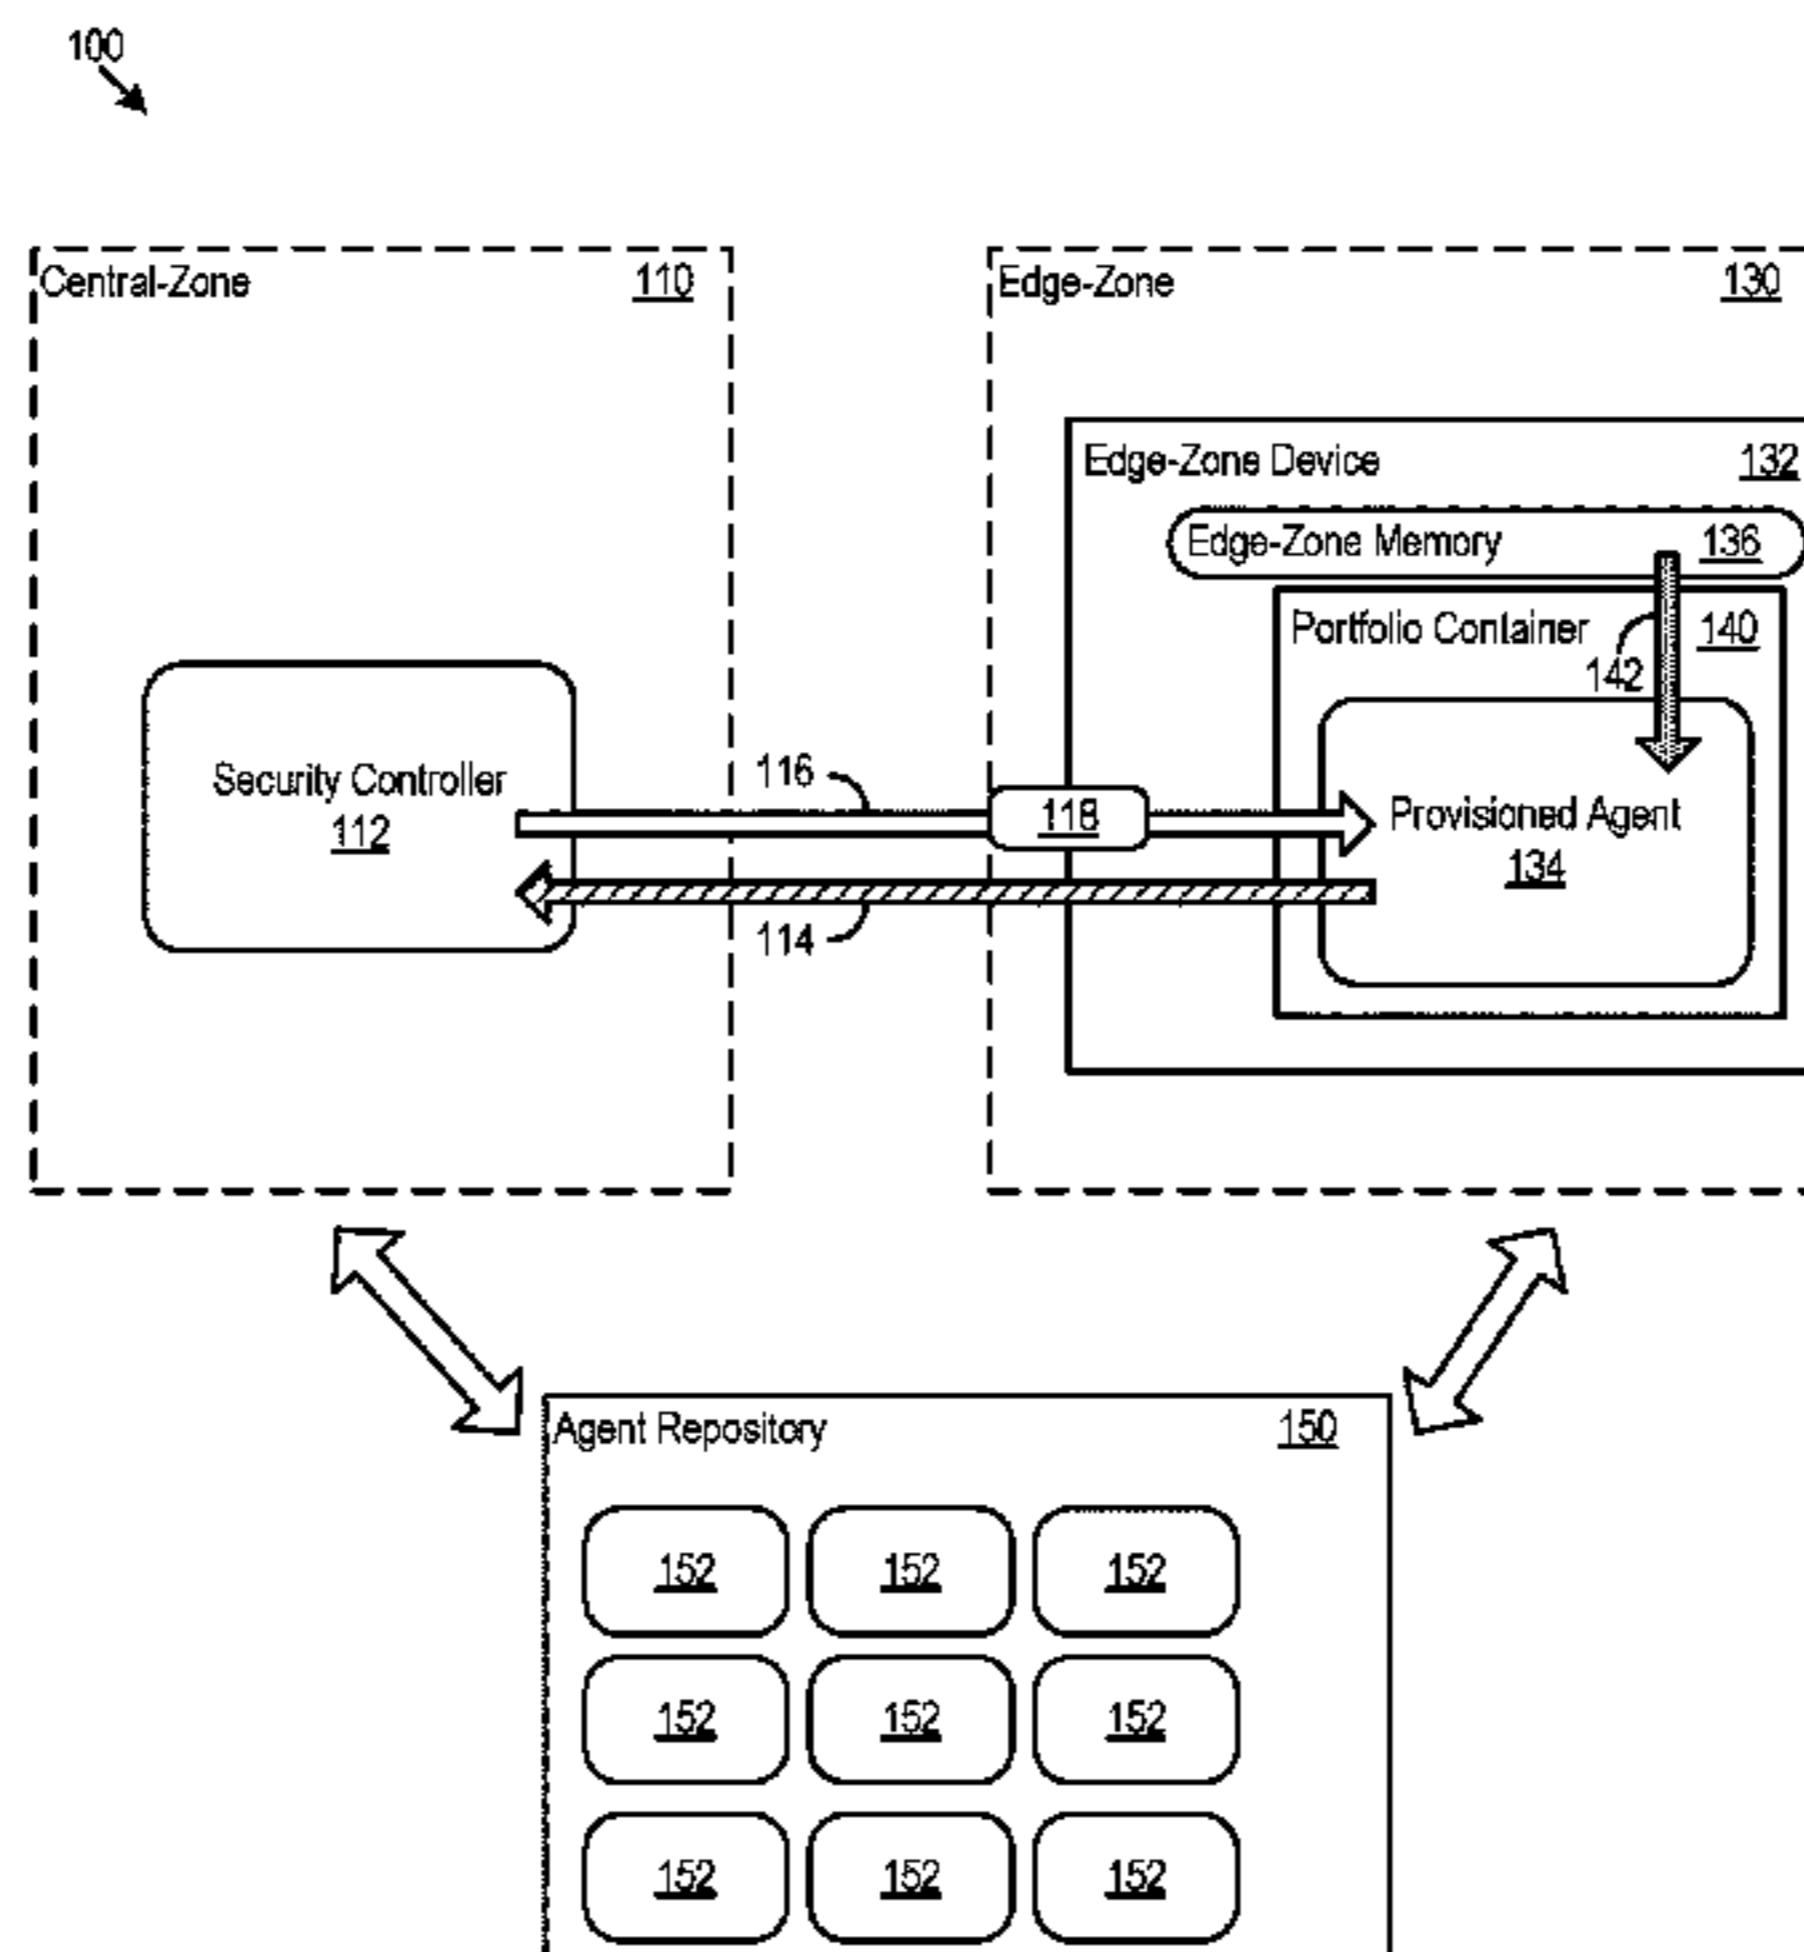 100
Central-Zone 110
Edge-Zone 130
Edge-Zone Device 132
Edge-Zone Memory 136
Portfolio Container 140
142
Security Controller
112
116
118
Provisioned Agent
134
114
Agent Repository 150
152 152 152
152 152 152
152 152 152